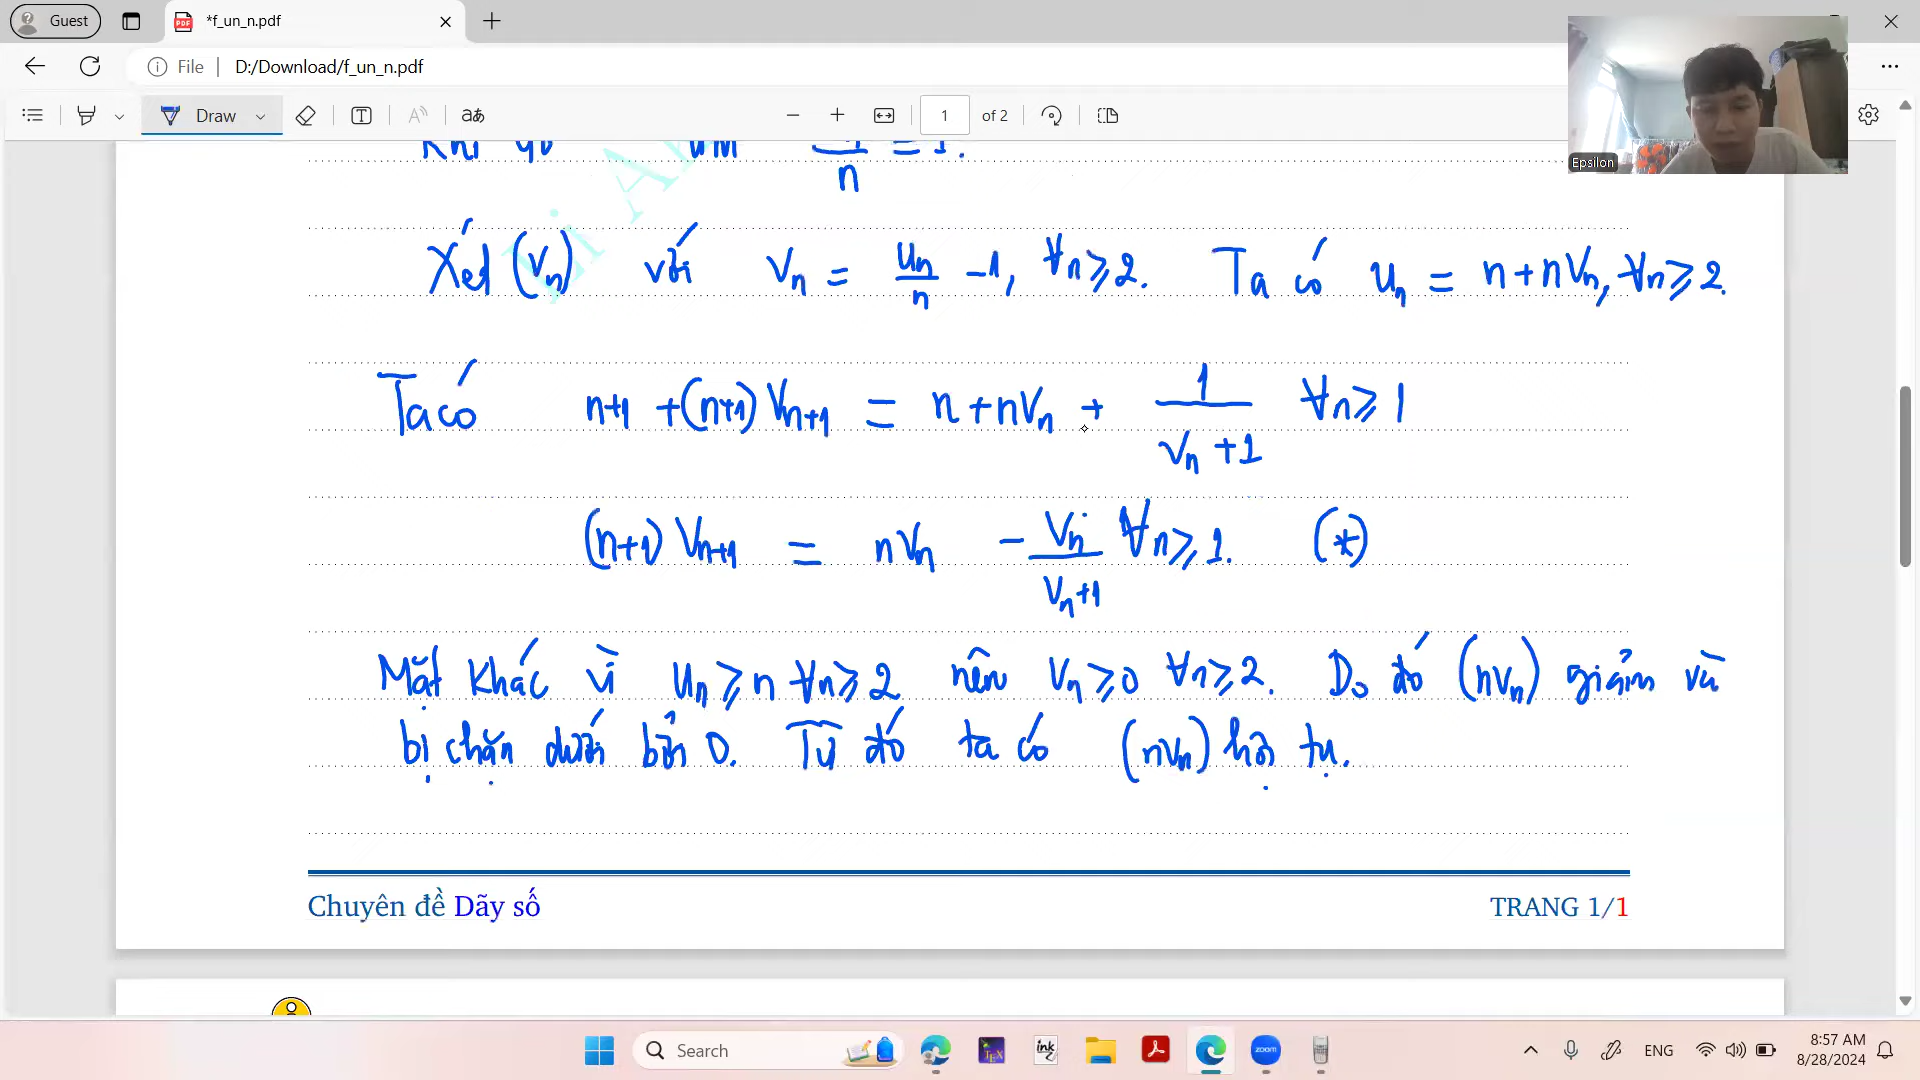 Guest
*f_un_n.pdf
File | D:/Download/f_un_n.pdf
Draw
1 of 2
Epsilon
n
= 1.
Xét (Vn) với Vn = un/n - 1, ∀n ≥ 2. Ta có un = n + nVn, ∀n ≥ 2.
Ta có n+1 + (n+1)Vn+1 = n + nVn + 1/(Vn + 1) ∀n ≥ 1
(n+1)Vn+1 = nVn - Vn/(Vn+1) ∀n ≥ 1. (*)
Mặt khác vì un ≥ n ∀n ≥ 2 nên Vn ≥ 0 ∀n ≥ 2. Do đó (nVn) giảm và
bị chặn dưới bởi 0. Từ đó ta có (nVn) hội tụ.
Chuyên đề Dãy số
TRANG 1/1
Search
ENG
8:57 AM
8/28/2024